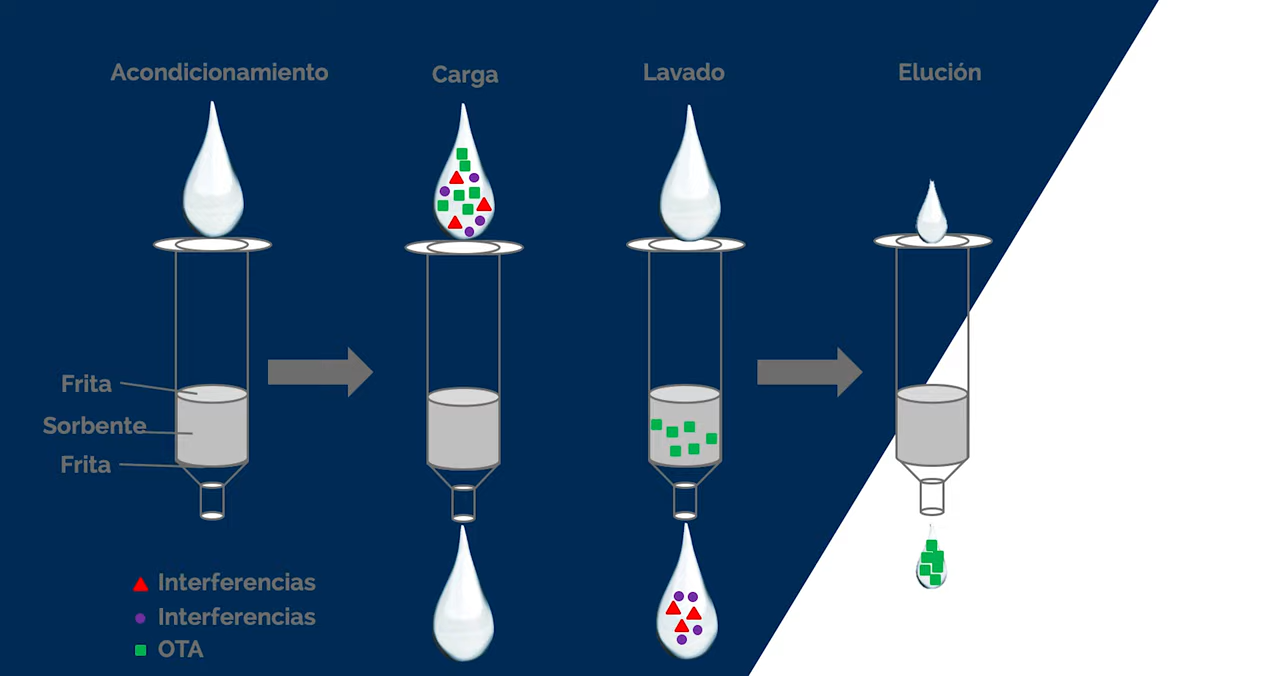 Acondicionamiento
Carga
Lavado
Elución
Frita
Sorbente
Frita
Interferencias
Interferencias
OTA